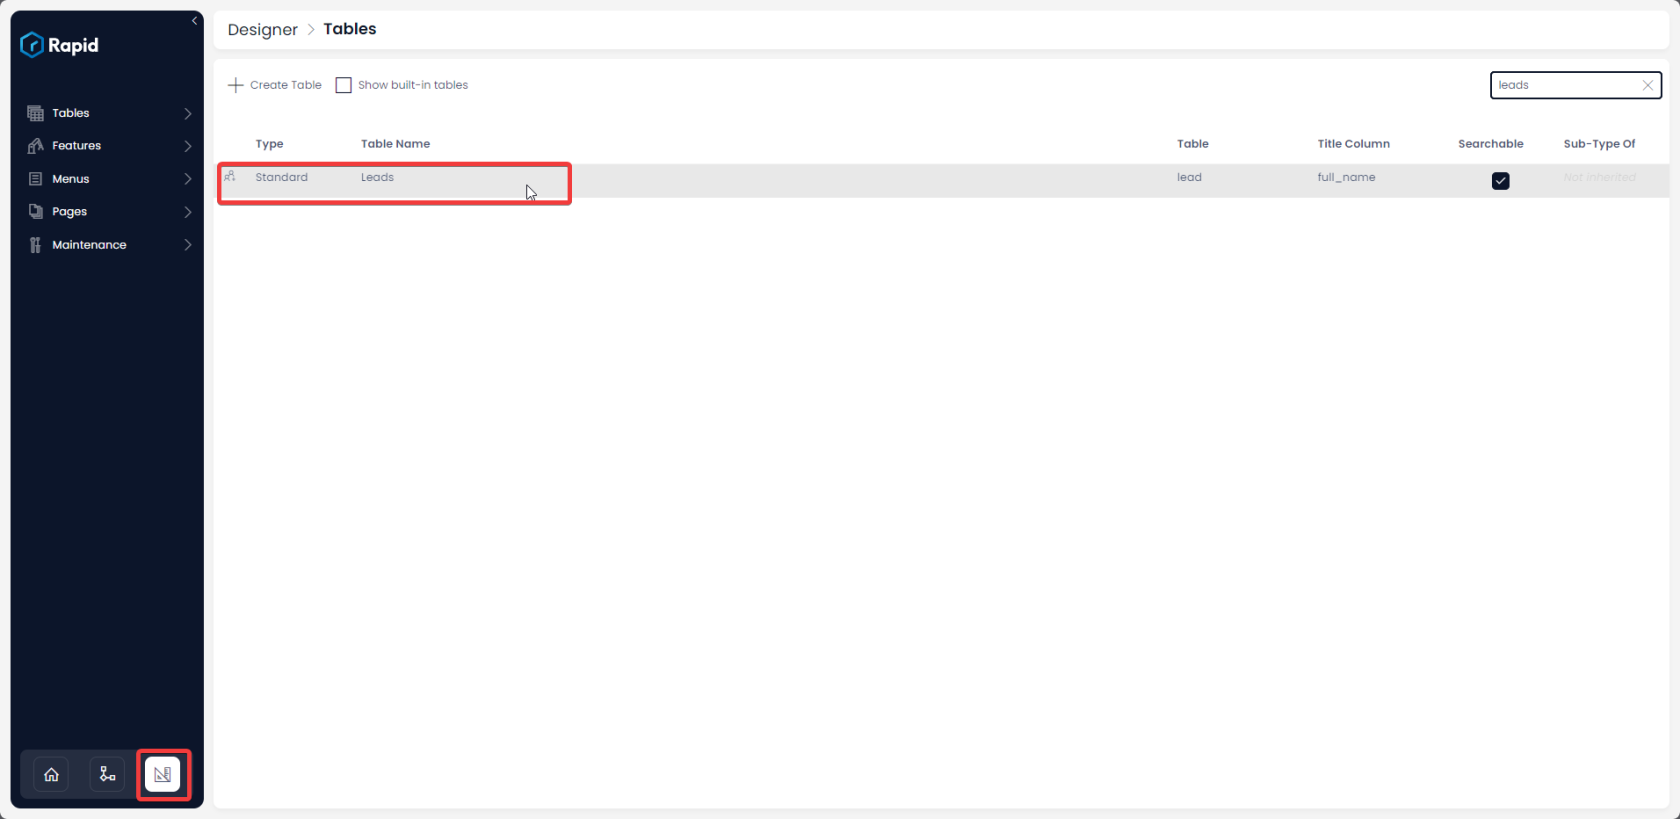 Rapid
Tables
Features
Menus
Pages
Maintenance
Designer > Tables
Create Table Show built-in tables leads
Type Table Name Table Title Column Searchable Sub-Type Of
Standard Leads lead full_name Not Inherited